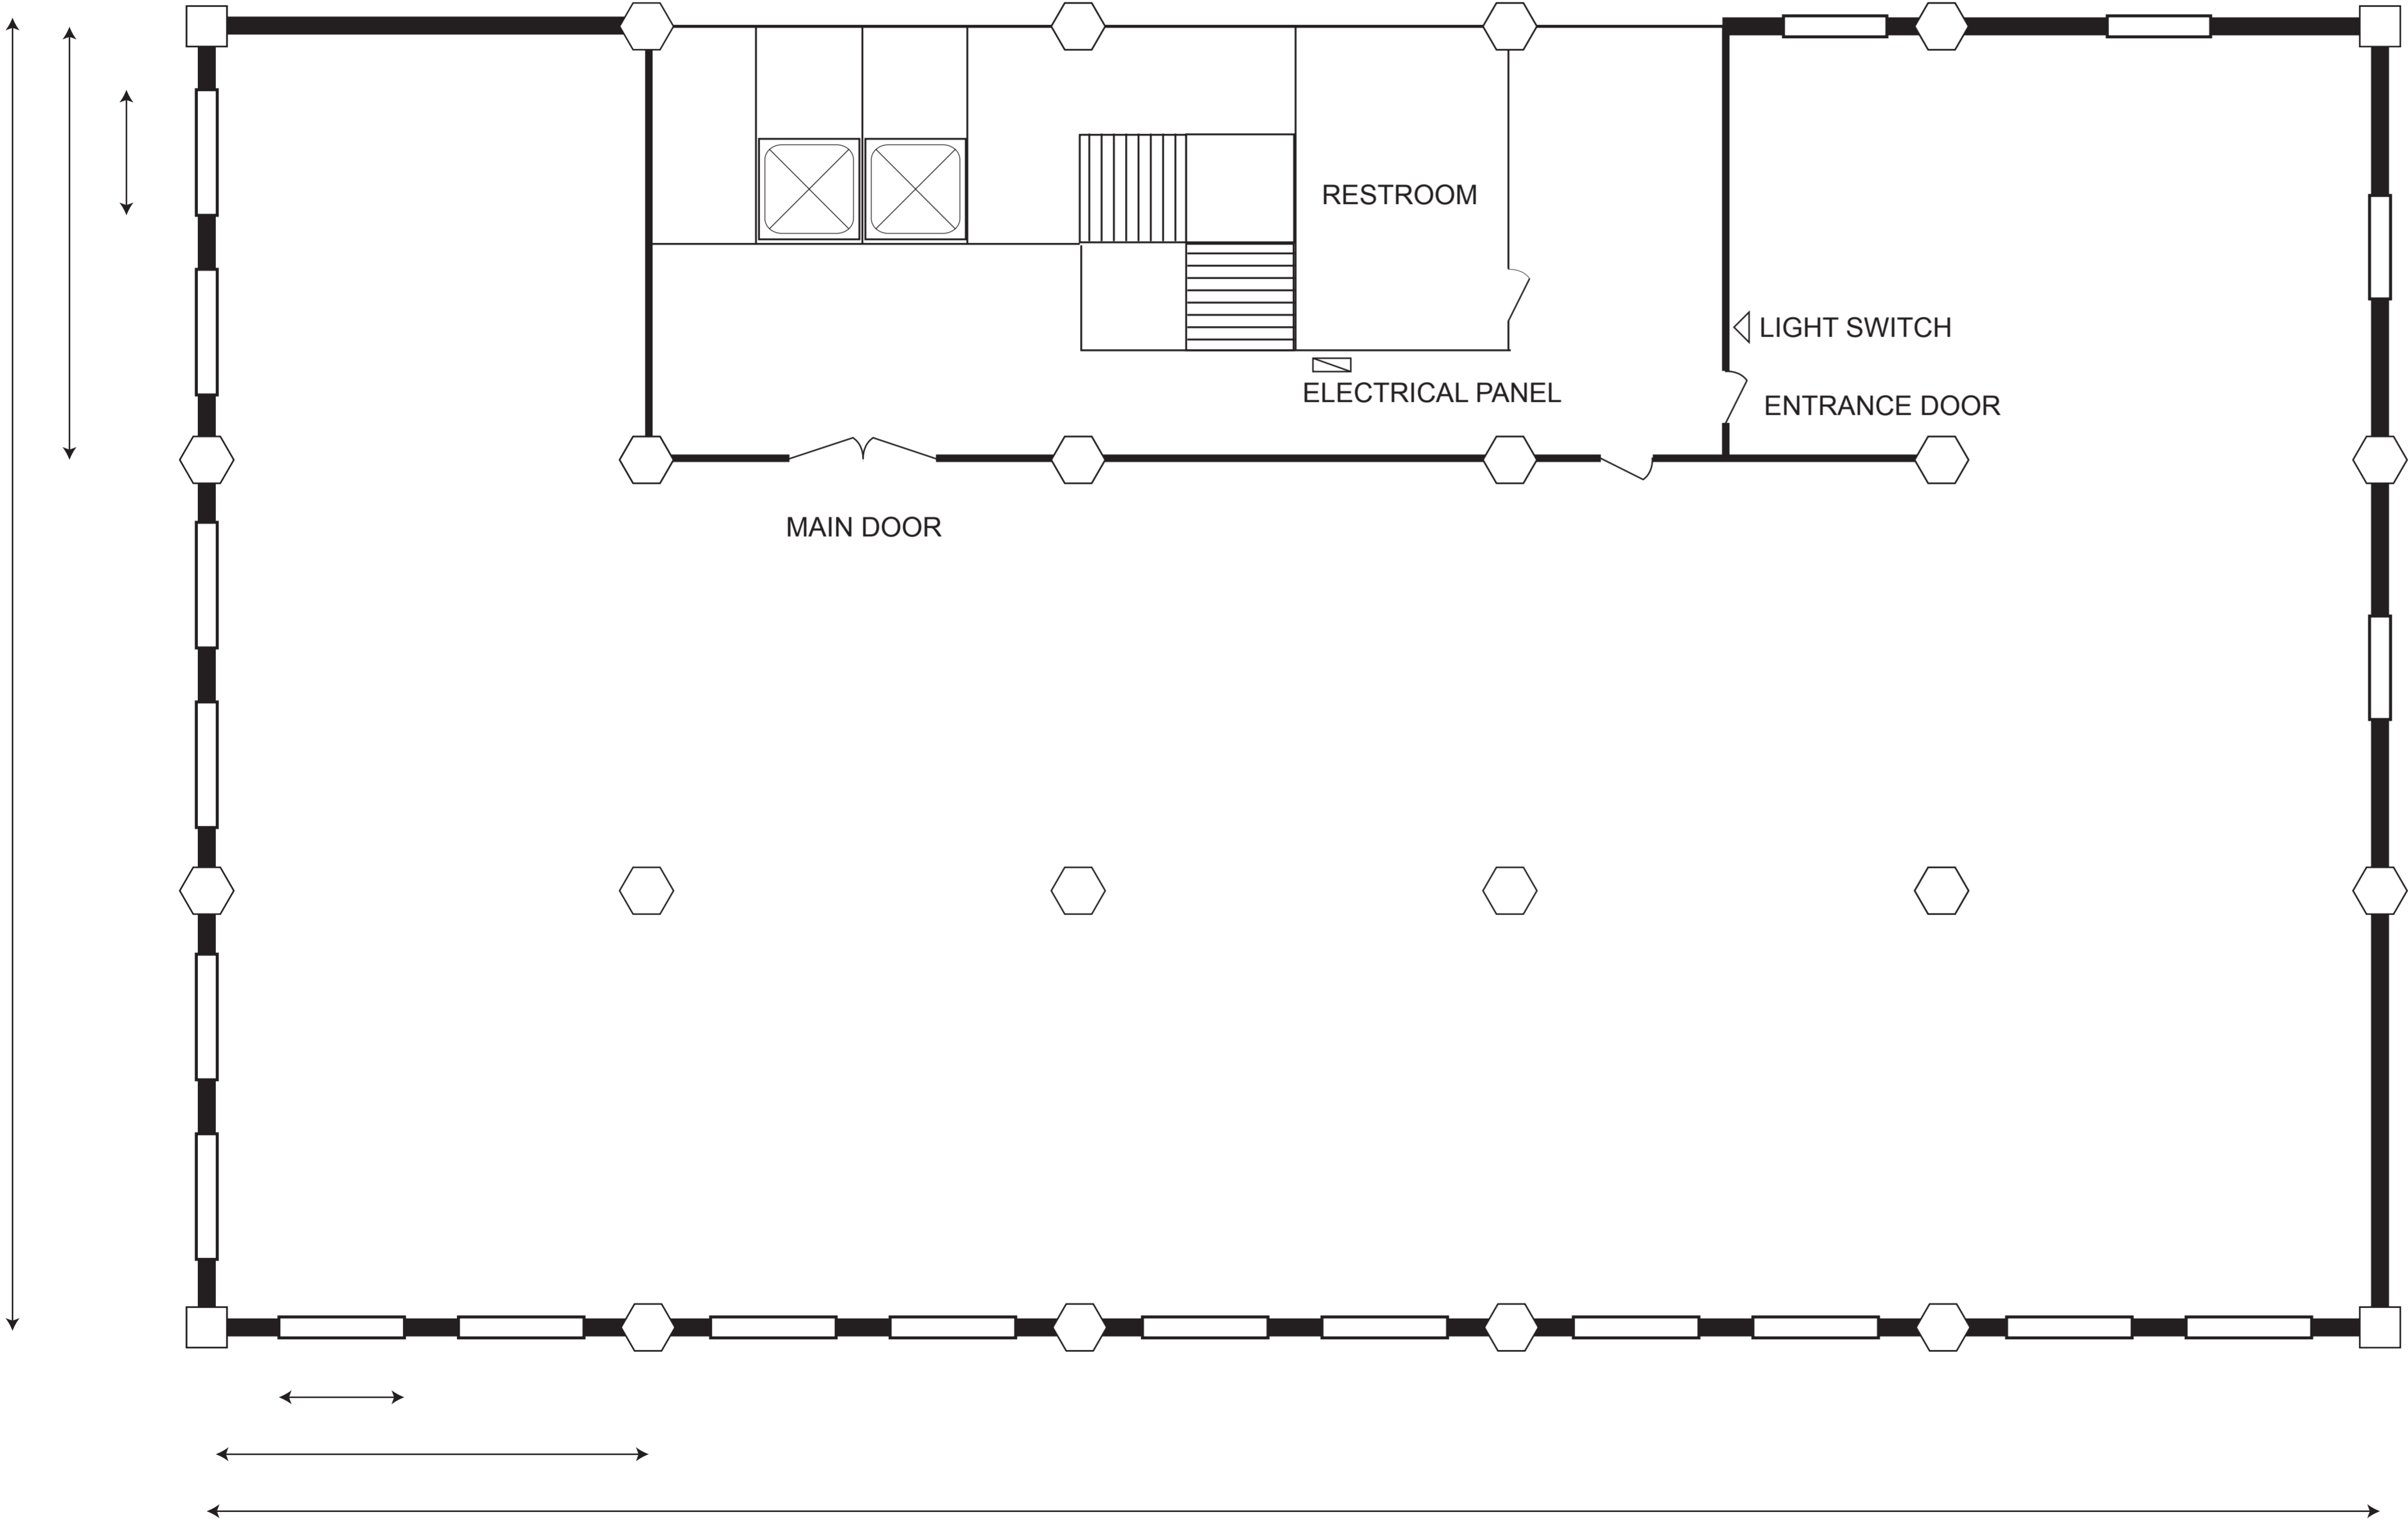 RESTROOM
LIGHT SWITCH
ELECTRICAL PANEL
ENTRANCE DOOR
MAIN DOOR